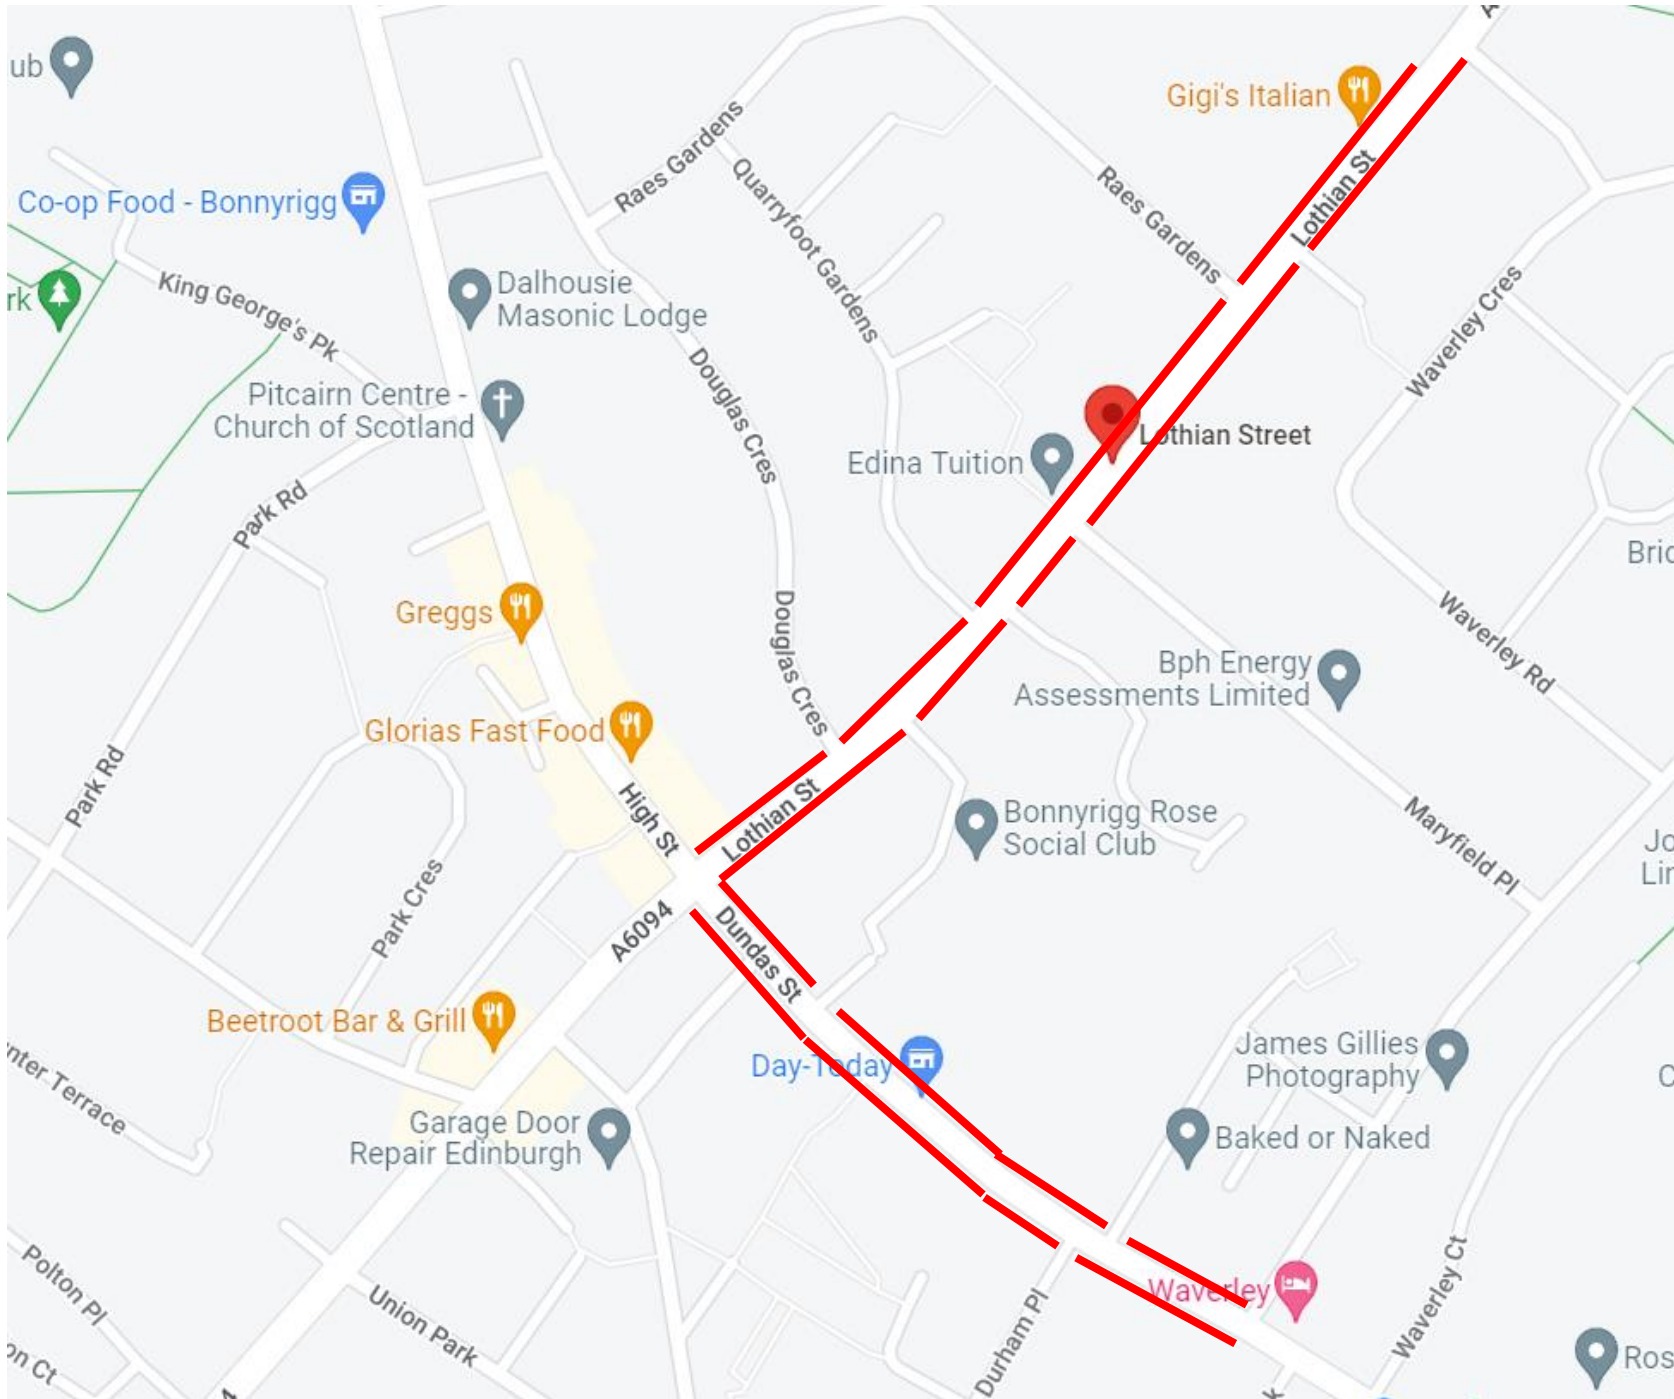 A
ub
Gigi's Italian
Lothian St
Raes Gardens
Quarryfoot Gardens
Raes Gardens
Co-op Food - Bonnyrigg
King George's Pk
rk
Dalhousie
Masonic Lodge
Waverley Cres
Douglas Cres
Pitcairn Centre -
Church of Scotland
Lothian Street
Edina Tuition
Park Rd
Bric
Greggs
Douglas Cres
Waverley Rd
Bph Energy
Assessments Limited
Glorias Fast Food
Park Rd
High St
Lothian St
Bonnyrigg Rose
Social Club
Maryfield Pl
Jo
Lir
Park Cres
A6094
Dundas St
Beetroot Bar & Grill
Day-Today
James Gillies
Photography
C
nter Terrace
Garage Door
Repair Edinburgh
Baked or Naked
Polton Pl
Union Park
Waverley
Waverley Ct
Durham Pl
on Ct
Ros
k